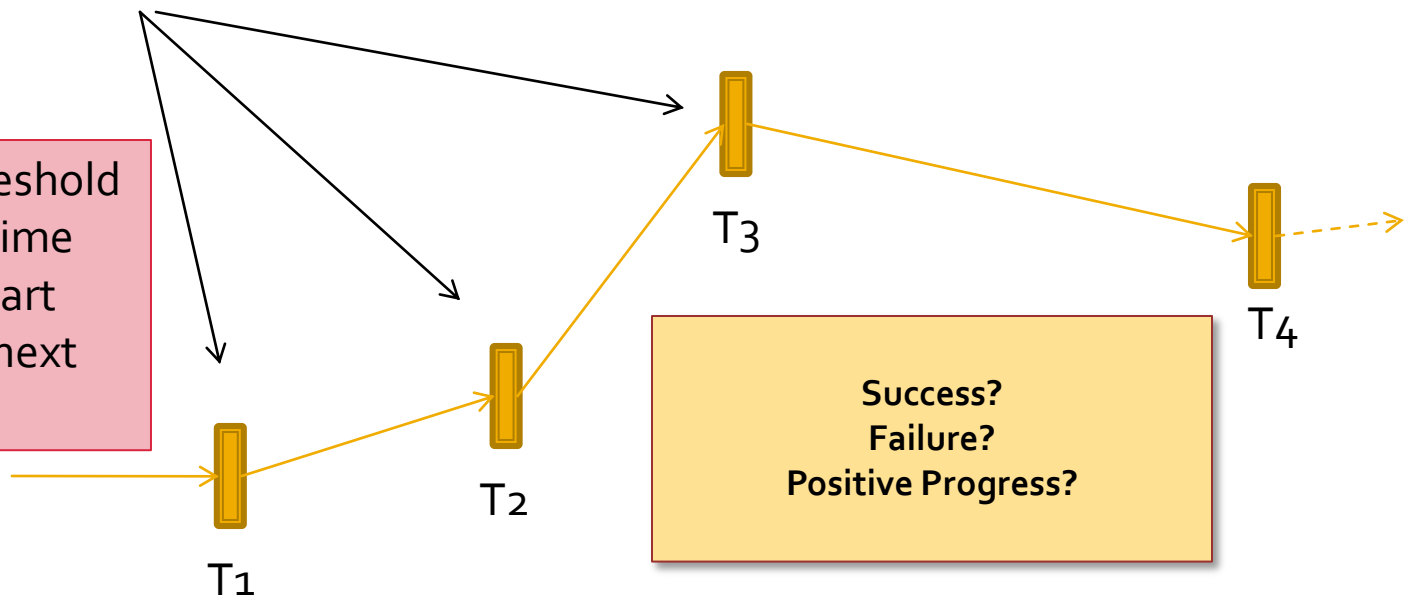 eshold
ime
art
next
T3
T4
Success?
Failure?
Positive Progress?
T2
T1